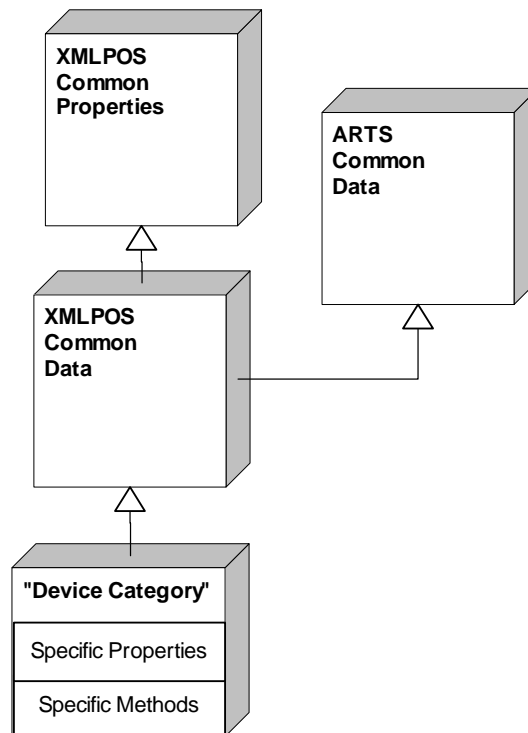 XMLPOS
Common
Properties
ARTS
Common
Data
XMLPOS
Common
Data
"Device Category"
Specific Properties
Specific Methods